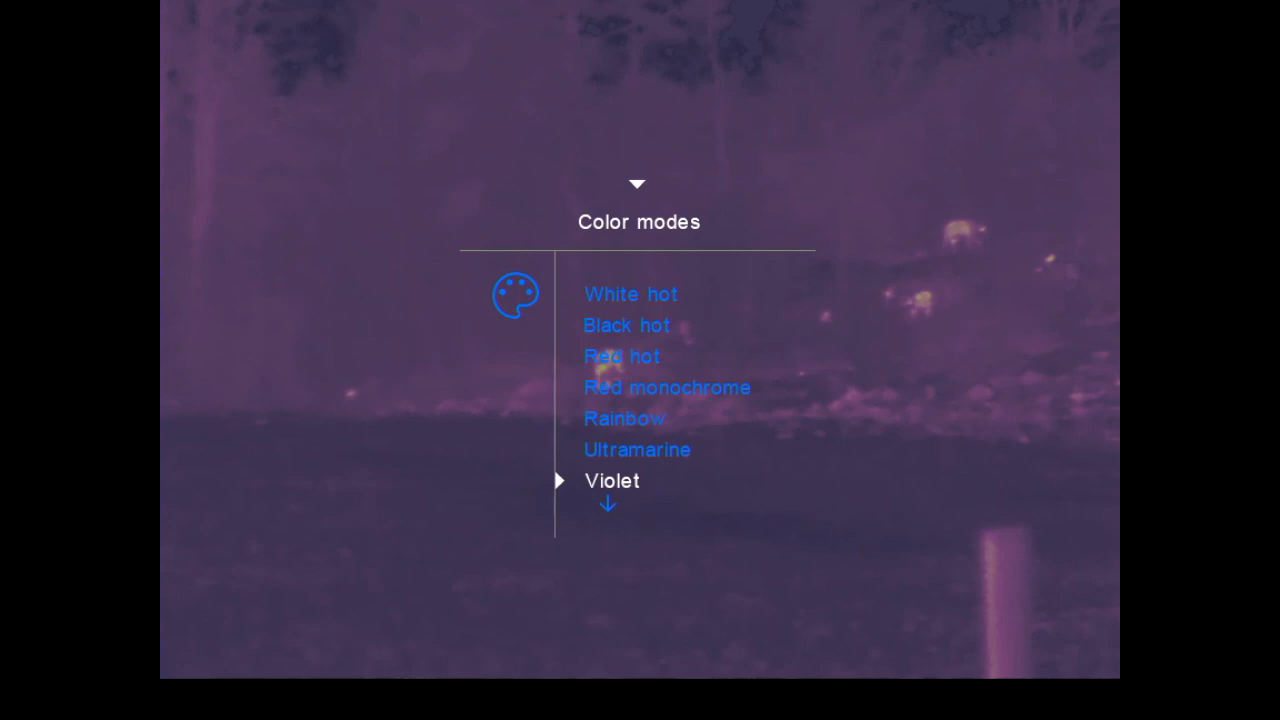 Color modes
White hot
Black hot
Red hot
Red monochrome
Rainbow
Ultramarine
Violet